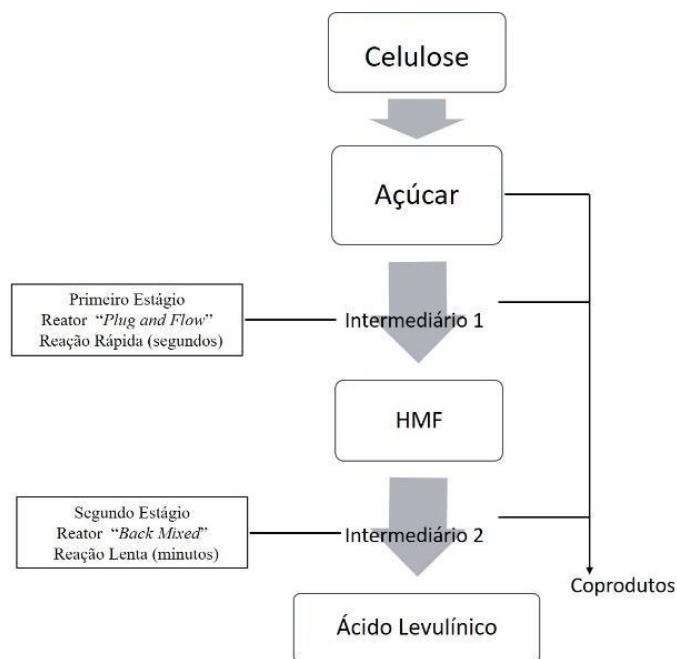 Celulose
Açúcar
Primeiro Estágio
Reator “Plug and Flow”
Reação Rápida (segundos)
Intermediário 1
HMF
Segundo Estágio
Reator “Back Mixed”
Reação Lenta (minutos)
Intermediário 2
Coprodutos
Ácido Levulínico